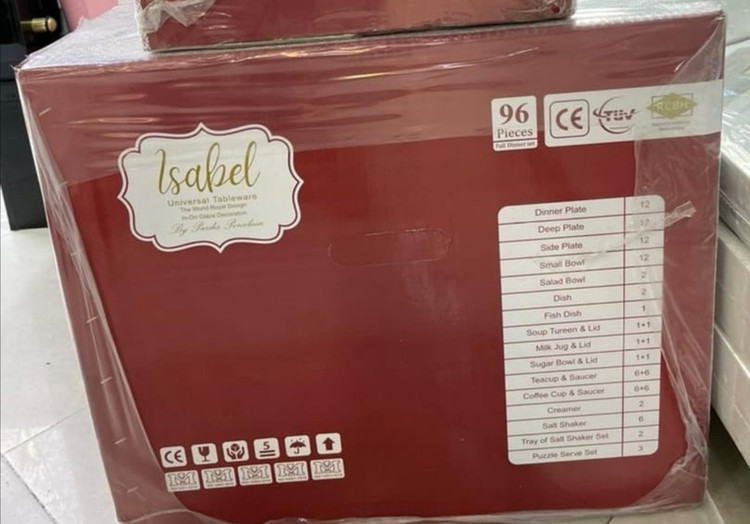 Isabel
Universal Tableware
The World Royal Design
In-On Glaze Decoration
By Parska Porcelain
96
Pieces
Full Dinner set
CE
TÜV
RCBH
Dinner Plate 12
Deep Plate 12
Side Plate 12
Small Bowl 12
Salad Bowl 2
Dish 2
Fish Dish 1
Soup Tureen & Lid 1+1
Milk Jug & Lid 1+1
Sugar Bowl & Lid 1+1
Teacup & Saucer 6+6
Coffee Cup & Saucer 6+6
Creamer 2
Salt Shaker 6
Tray of Salt Shaker Set 2
Puzzle Serve Set 3
CE
5